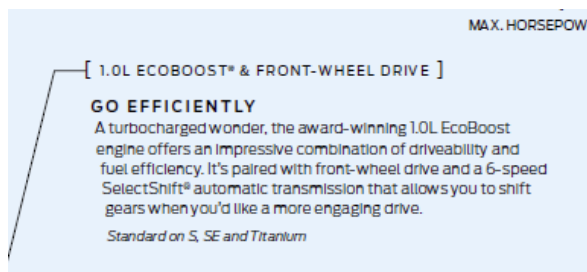 MAX. HORSEPOW
[ 1.0L ECOBOOST® & FRONT-WHEEL DRIVE ]
GO EFFICIENTLY
A turbocharged wonder, the award-winning 1.0L EcoBoost
engine offers an impressive combination of driveability and
fuel efficiency. It's paired with front-wheel drive and a 6-speed
SelectShift® automatic transmission that allows you to shift
gears when you'd like a more engaging drive.
Standard on S, SE and Titanium